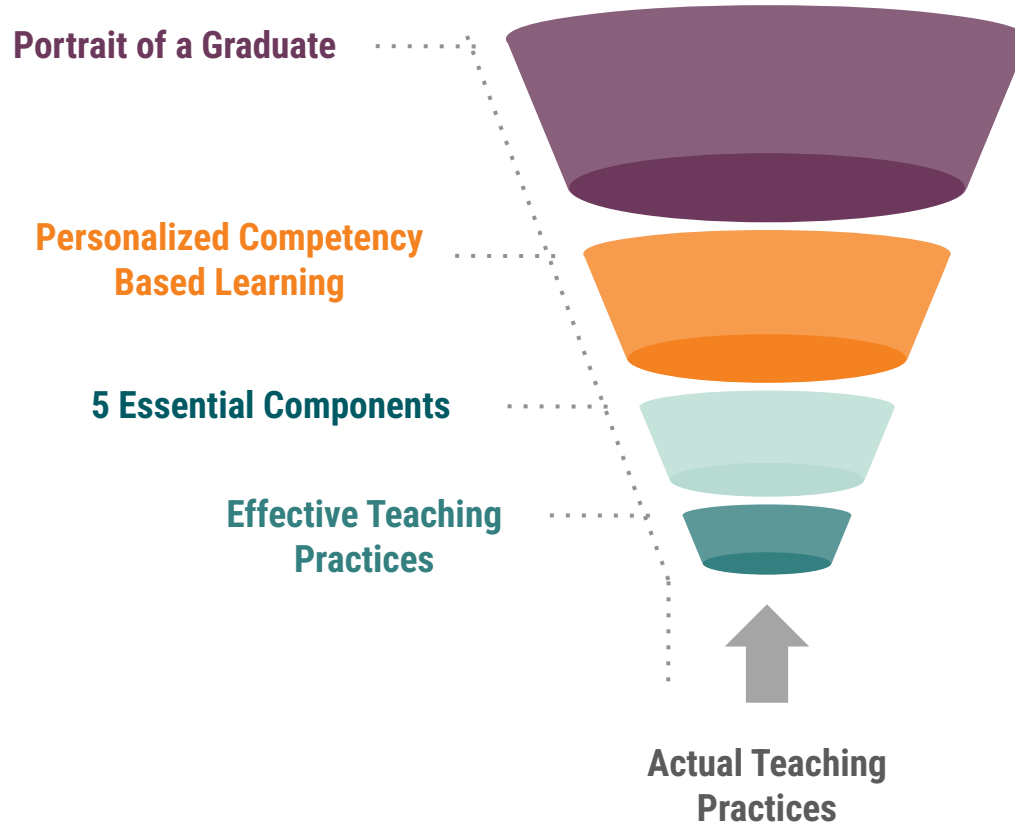 Portrait of a Graduate
Personalized Competency
Based Learning
5 Essential Components
Effective Teaching
Practices
Actual Teaching
Practices